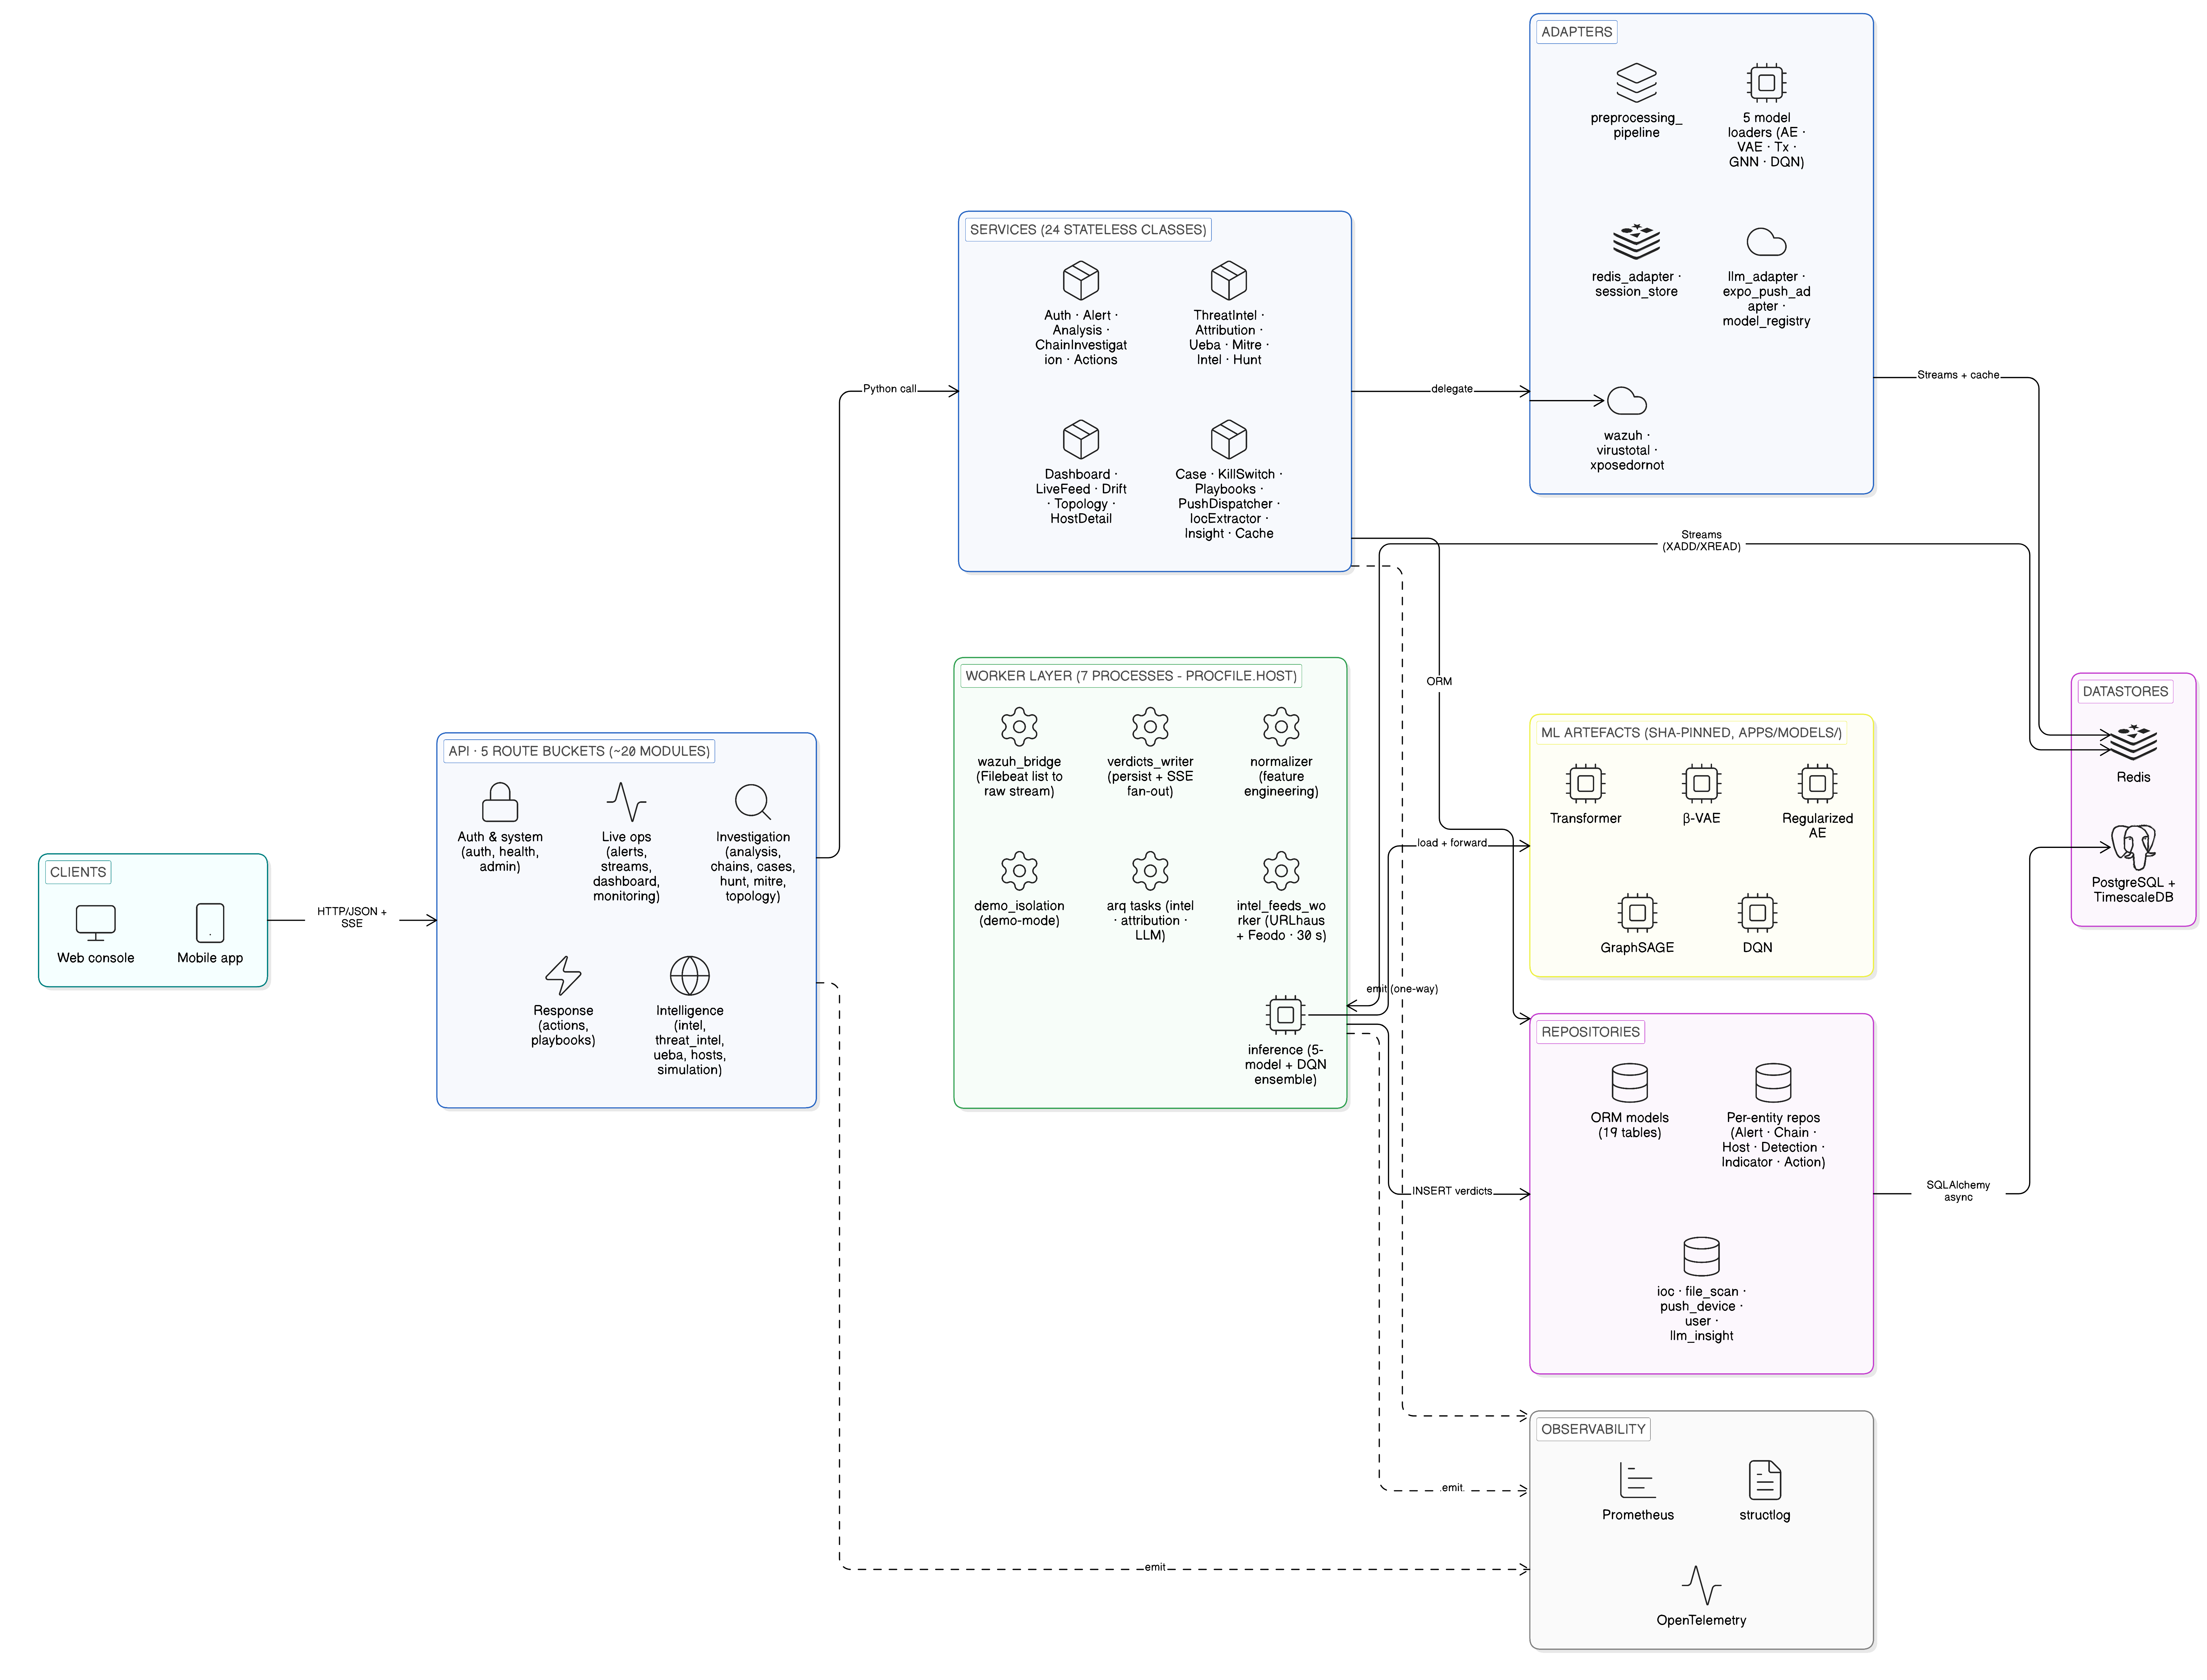 ADAPTERS
preprocessing_
pipeline
5 model
loaders (AE ·
VAE · Tx ·
GNN · DQN)
redis_adapter ·
session_store
llm_adapter ·
expo_push_ad
apter ·
model_registry
wazuh ·
virustotal ·
xposedornot
SERVICES (24 STATELESS CLASSES)
Auth · Alert ·
Analysis ·
ChainInvestigat
ion · Actions
ThreatIntel ·
Attribution ·
Ueba · Mitre ·
Intel · Hunt
Dashboard ·
LiveFeed · Drift
· Topology ·
HostDetail
Case · KillSwitch ·
Playbooks ·
PushDispatcher ·
IocExtractor ·
Insight · Cache
Python call
delegate
Streams + cache
Streams
(XADD/XREAD)
ORM
WORKER LAYER (7 PROCESSES - PROCFILE.HOST)
wazuh_bridge
(Filebeat list to
raw stream)
verdicts_writer
(persist + SSE
fan-out)
normalizer
(feature
engineering)
demo_isolation
(demo-mode)
arq tasks (intel
· attribution ·
LLM)
intel_feeds_wo
rker (URLhaus
+ Feodo · 30 s)
inference (5-
model + DQN
ensemble)
emit (one-way)
load + forward
INSERT verdicts
ML ARTEFACTS (SHA-PINNED, APPS/MODELS/)
Transformer
β-VAE
Regularized
AE
GraphSAGE
DQN
DATASTORES
Redis
PostgreSQL +
TimescaleDB
API · 5 ROUTE BUCKETS (~20 MODULES)
Auth & system
(auth, health,
admin)
Live ops
(alerts,
streams,
dashboard,
monitoring)
Investigation
(analysis,
chains, cases,
hunt, mitre,
topology)
Response
(actions,
playbooks)
Intelligence
(intel,
threat_intel,
ueba, hosts,
simulation)
CLIENTS
Web console
Mobile app
HTTP/JSON +
SSE
REPOSITORIES
ORM models
(19 tables)
Per-entity repos
(Alert · Chain ·
Host · Detection ·
Indicator · Action)
ioc · file_scan ·
push_device ·
user ·
llm_insight
SQLAlchemy
async
OBSERVABILITY
Prometheus
structlog
OpenTelemetry
emit
emit